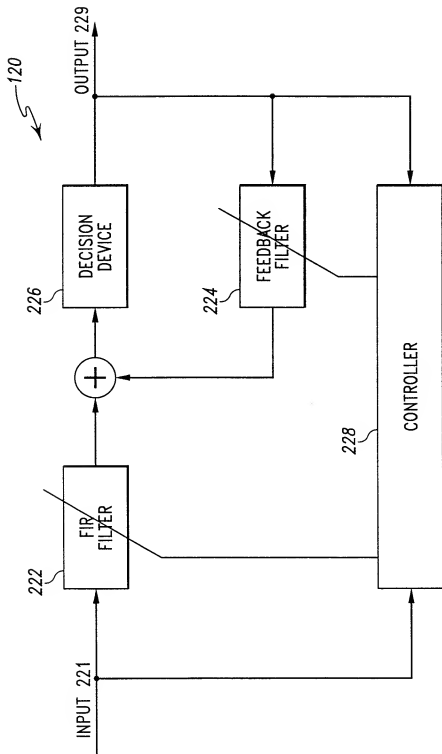 120
INPUT 221
222
FIR
FILTER
+
226
DECISION
DEVICE
OUTPUT 229
224
FEEDBACK
FILTER
228
CONTROLLER